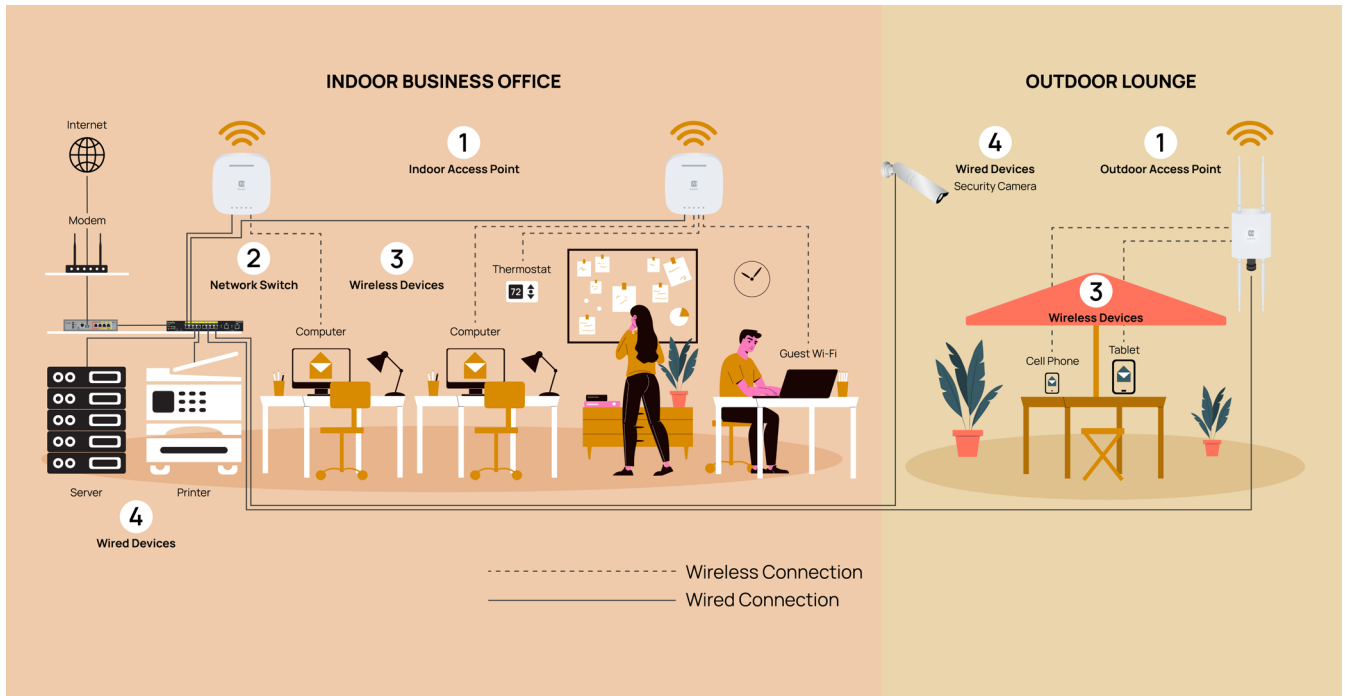 INDOOR BUSINESS OFFICE
OUTDOOR LOUNGE
Internet
1
Indoor Access Point
4
Wired Devices
Security Camera
1
Outdoor Access Point
Modem
2
Network Switch
3
Wireless Devices
Thermostat
72
3
Wireless Devices
Computer
Computer
Guest Wi-Fi
Cell Phone
Tablet
Server
Printer
4
Wired Devices
Wireless Connection
Wired Connection